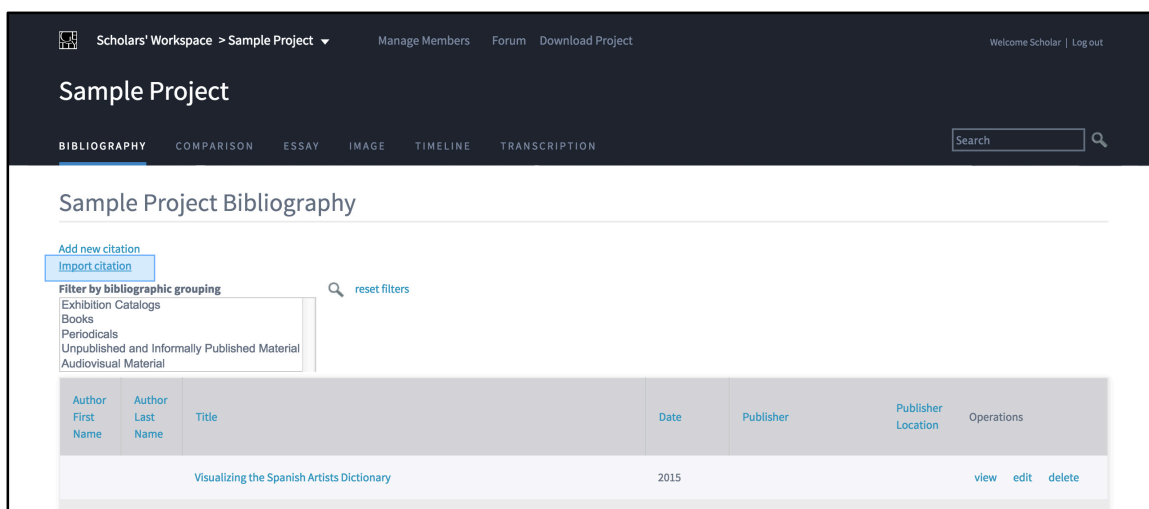 Scholars' Workspace > Sample Project Manage Members Forum Download Project Welcome Scholar | Log out
Sample Project
BIBLIOGRAPHY COMPARISON ESSAY IMAGE TIMELINE TRANSCRIPTION Search
Sample Project Bibliography
Add new citation
Import citation
Filter by bibliographic grouping reset filters
Exhibition Catalogs
Books
Periodicals
Unpublished and Informally Published Material
Audiovisual Material
Author First Name Author Last Name Title Date Publisher Publisher Location Operations
Visualizing the Spanish Artists Dictionary 2015 view edit delete